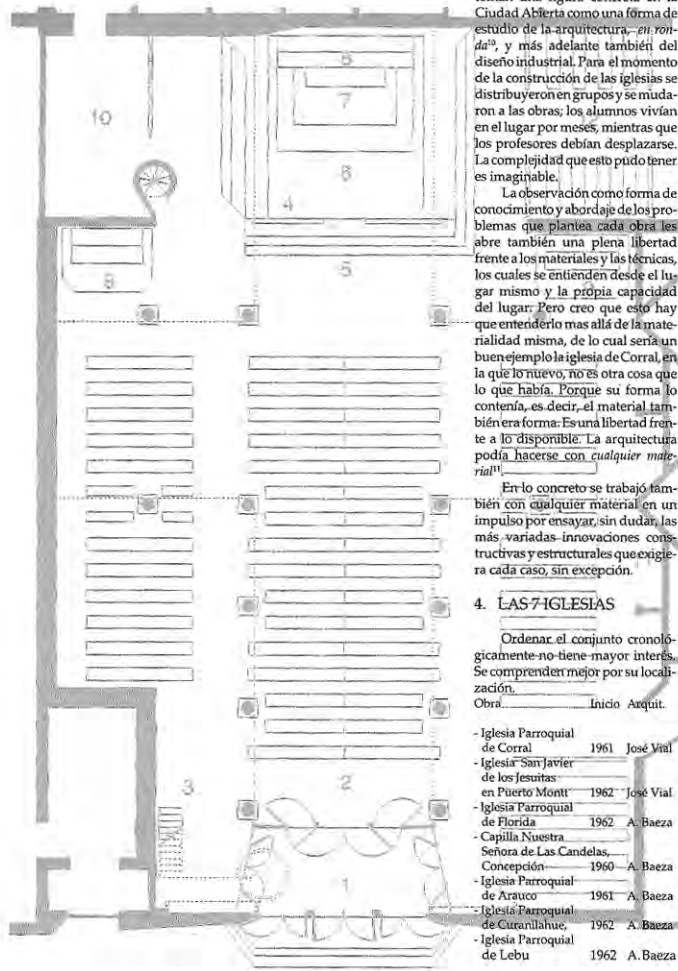 Ciudad Abierta como una forma de
estudio de la arquitectura, en ron-
da¹⁰, y más adelante también del
diseño industrial. Para el momento
de la construcción de las iglesias se
distribuyeron en grupos y se muda-
ron a las obras; los alumnos vivían
en el lugar por meses, mientras que
los profesores debían desplazarse.
La complejidad que esto pudo tener
es imaginable.
La observación como forma de
conocimiento y abordaje de los pro-
blemas que plantea cada obra les
abre también una plena libertad
frente a los materiales y las técnicas,
los cuales se entienden desde el lu-
gar mismo y la propia capacidad
del lugar. Pero creo que esto hay
que entenderlo mas allá de la mate-
rialidad misma, de lo cual sería un
buen ejemplo la iglesia de Corral, en
la que lo nuevo, no es otra cosa que
lo que había. Porque su forma lo
contenía, es decir, el material tam-
bién era forma. Es una libertad fren-
te a lo disponible. La arquitectura
podía hacerse con cualquier mate-
rial¹¹.
En lo concreto se trabajó tam-
bién con cualquier material en un
impulso por ensayar, sin dudar, las
más variadas innovaciones cons-
tructivas y estructurales que exigie-
ra cada caso, sin excepción.
4. LAS 7 IGLESIAS
Ordenar el conjunto cronoló-
gicamente no tiene mayor interés.
Se comprenden mejor por su locali-
zación.
Obra Inicio Arquit.
- Iglesia Parroquial
de Corral 1961 José Vial
- Iglesia San Javier
de los Jesuitas
en Puerto Montt 1962 José Vial
- Iglesia Parroquial
de Florida 1962 A. Baeza
- Capilla Nuestra
Señora de Las Candelas,
Concepción 1960 A. Baeza
- Iglesia Parroquial
de Arauco 1961 A. Baeza
- Iglesia Parroquial
de Curanilahue, 1962 A. Baeza
- Iglesia Parroquial
de Lebu 1962 A. Baeza
10
7
6
4
5
3
2
1